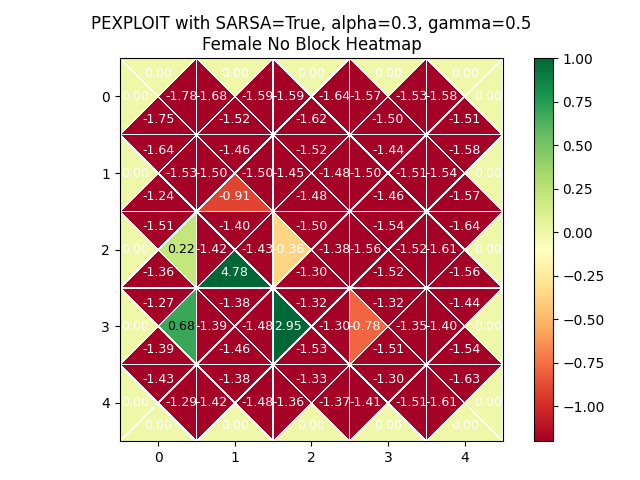 PEXPLOIT with SARSA=True, alpha=0.3, gamma=0.5
Female No Block Heatmap
0.00 0.00 0.00 0.00 0.00
0 0.00 -1.78 -1.68 -1.59 -1.59 -1.64 -1.57 -1.53 -1.58 0.00
-1.75 -1.52 -1.62 -1.50 -1.51
-1.64 -1.46 -1.52 -1.44 -1.58
1 0.00 -1.53 -1.50 -1.50 -1.45 -1.48 -1.50 -1.51 -1.54 0.00
-1.24 -0.91 -1.48 -1.46 -1.57
-1.51 -1.40 -1.50 -1.54 -1.64
2 0.00 0.22 -1.42 -1.43 -0.36 -1.38 -1.56 -1.52 -1.61 0.00
-1.36 4.78 -1.30 -1.52 -1.56
-1.27 -1.38 -1.32 -1.32 -1.44
3 0.00 0.68 -1.39 -1.48 2.95 -1.30 -0.78 -1.35 -1.40 0.00
-1.39 -1.46 -1.53 -1.51 -1.54
-1.43 -1.38 -1.33 -1.30 -1.63
4 0.00 -1.29 -1.42 -1.48 -1.36 -1.37 -1.41 -1.51 -1.61 0.00
0.00 0.00 0.00 0.00 0.00
0 1 2 3 4
1.00
0.75
0.50
0.25
0.00
−0.25
−0.50
−0.75
−1.00